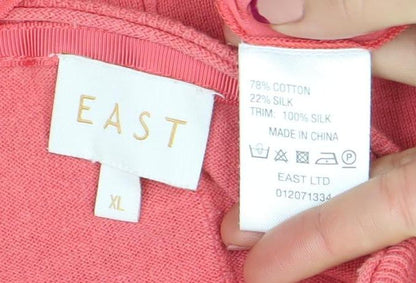 EAST
XL
78% COTTON
22% SILK
TRIM: 100% SILK
MADE IN CHINA
P
EAST LTD
012071334